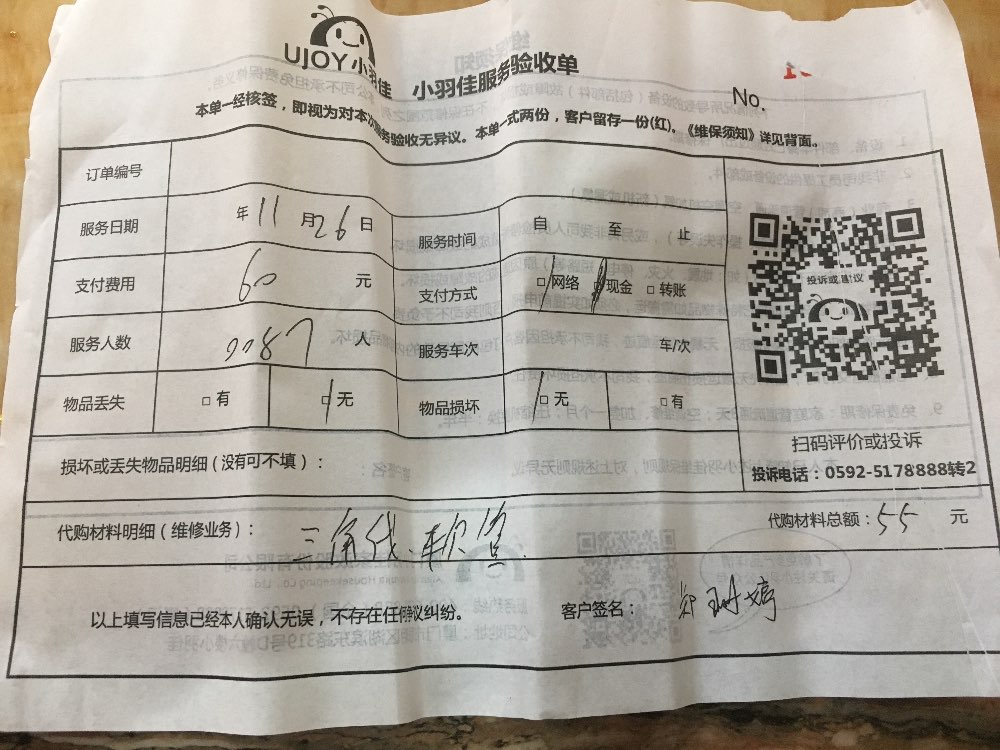 UJOY小羽佳 小羽佳服务验收单
No.
本单一经核签，即视为对本次服务验收无异议。本单一式两份，客户留存一份(红)。《维保须知》详见背面。
订单编号
服务日期 年 11 月 26 日 服务时间 自 至 止
支付费用 60 元 支付方式 □网络 □现金 □转账
投诉或建议
服务人数 0087 人 服务车次 车/次
物品丢失 □有 □无 物品损坏 □无 □有
扫码评价或投诉
损坏或丢失物品明细（没有可不填）： 投诉电话：0592-5178888转2
代购材料明细（维修业务）： 三角伐、软管 代购材料总额：55 元
以上填写信息已经本人确认无误，不存在任何争议纠纷。 客户签名：